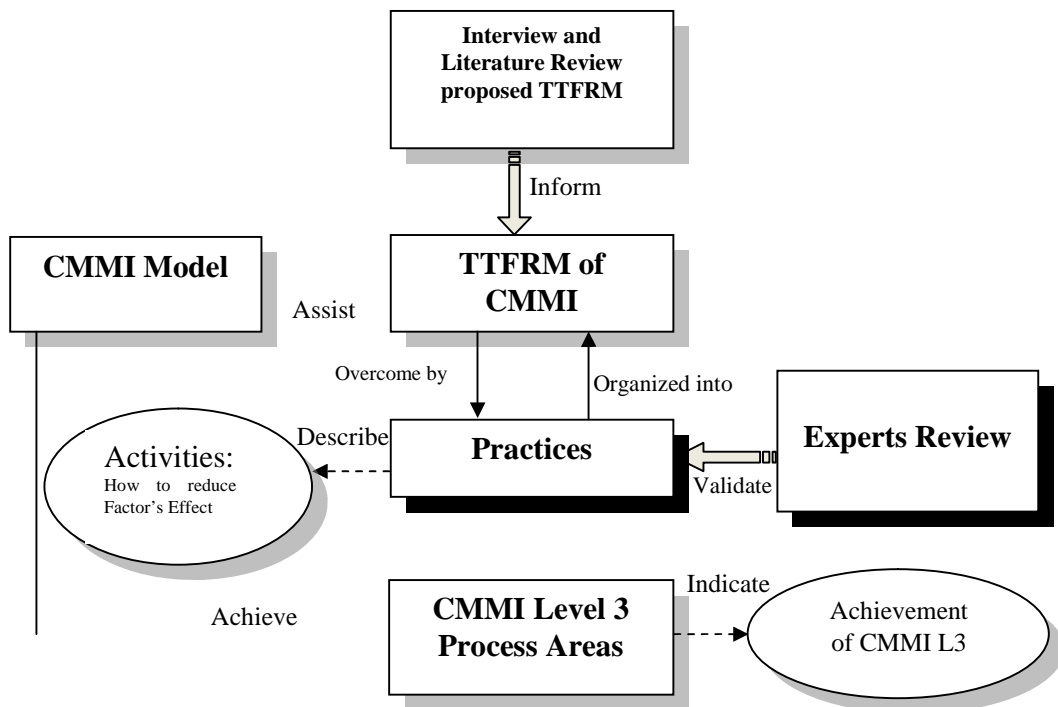 Interview and
Literature Review
proposed TTFRM
Inform
CMMI Model
TTFRM of
CMMI
Assist
Overcome by
Organized into
Experts Review
Describe
Practices
Activities:
How to reduce
Factor's Effect
Validate
Indicate
CMMI Level 3
Process Areas
Achievement
of CMMI L3
Achieve